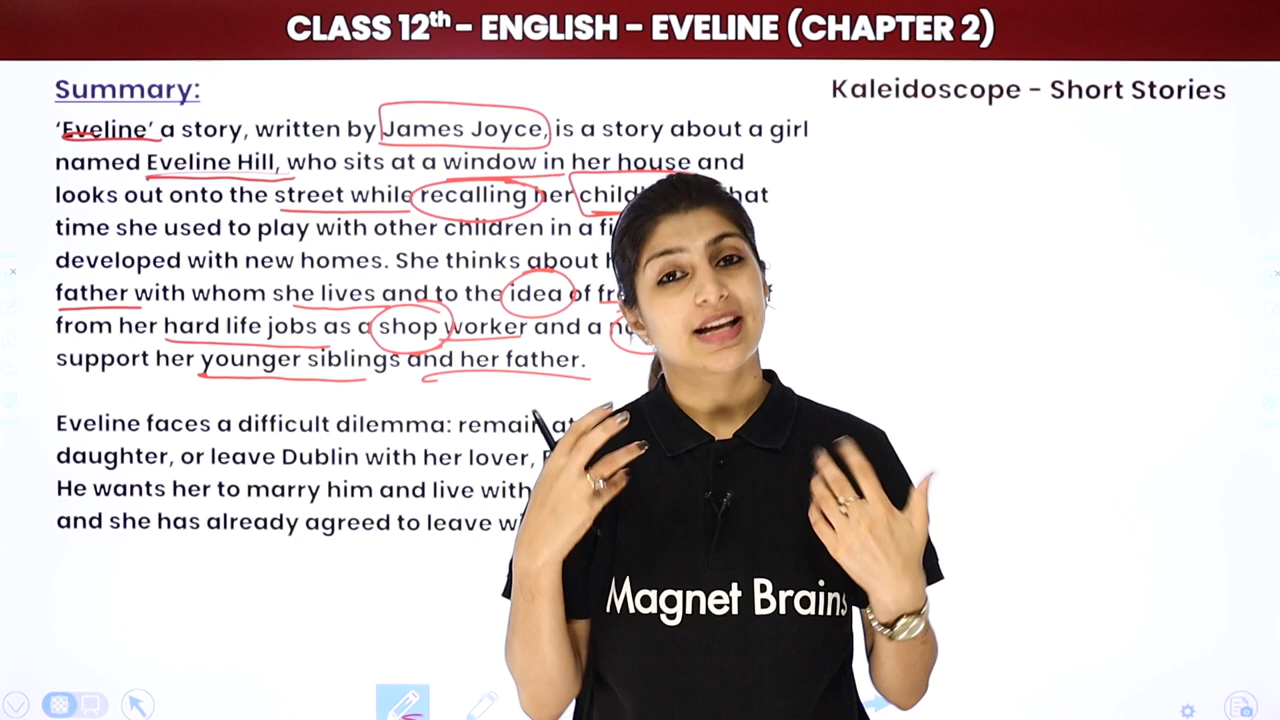 CLASS 12th - ENGLISH - EVELINE (CHAPTER 2)
Summary:
Kaleidoscope - Short Stories
‘Eveline’ a story, written by James Joyce, is a story about a girl
named Eveline Hill, who sits at a window in her house and
looks out onto the street while recalling her
time she used to play with other children in a
developed with new homes. She thinks about
father with whom she lives and to the idea of
from her hard life jobs as a shop worker and a
support her younger siblings and her father.
Eveline faces a difficult dilemma: remain at
daughter, or leave Dublin with her lover,
He wants her to marry him and live with
and she has already agreed to leave
Magnet Brains